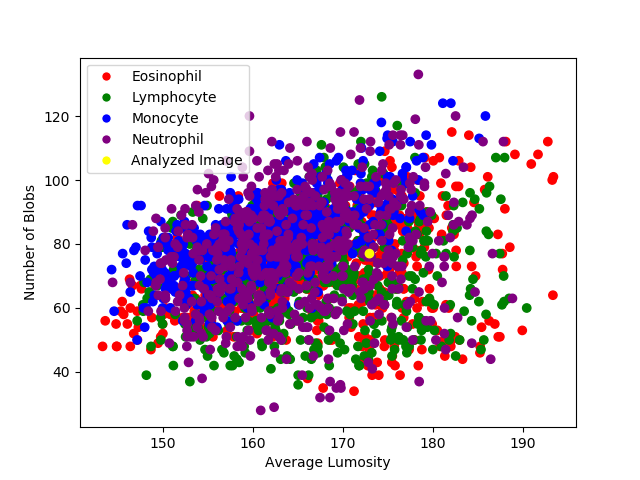 Eosinophil
Lymphocyte
Monocyte
Neutrophil
Analyzed Image
120
100
80
60
40
Number of Blobs
150
160
170
180
190
Average Lumosity